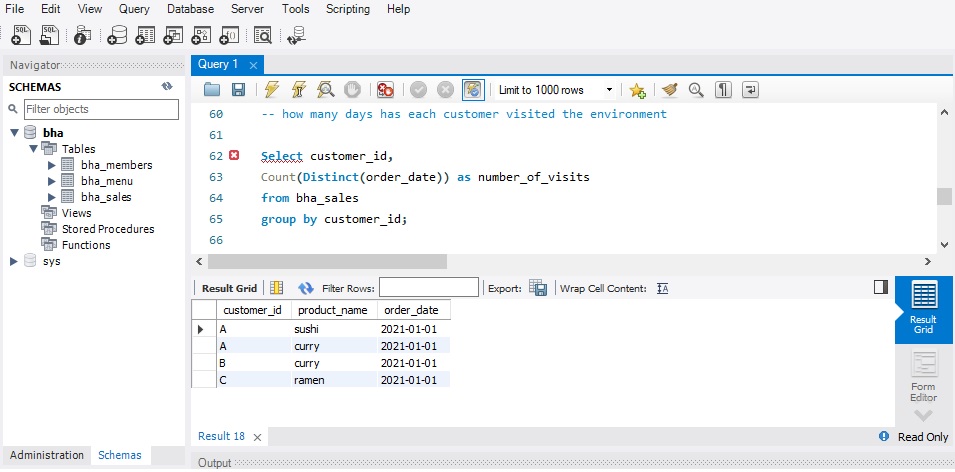 File Edit View Query Database Server Tools Scripting Help
Navigator
SCHEMAS
Filter objects
bha
Tables
bha_members
bha_menu
bha_sales
Views
Stored Procedures
Functions
sys
Administration Schemas
Query 1
Limit to 1000 rows
60 -- how many days has each customer visited the environment
61
62 Select customer_id,
63 Count(Distinct(order_date)) as number_of_visits
64 from bha_sales
65 group by customer_id;
66
Result Grid Filter Rows: Export: Wrap Cell Content:
customer_id product_name order_date
A sushi 2021-01-01
A curry 2021-01-01
B curry 2021-01-01
C ramen 2021-01-01
Result Grid
Form Editor
Result 18
Read Only
Output